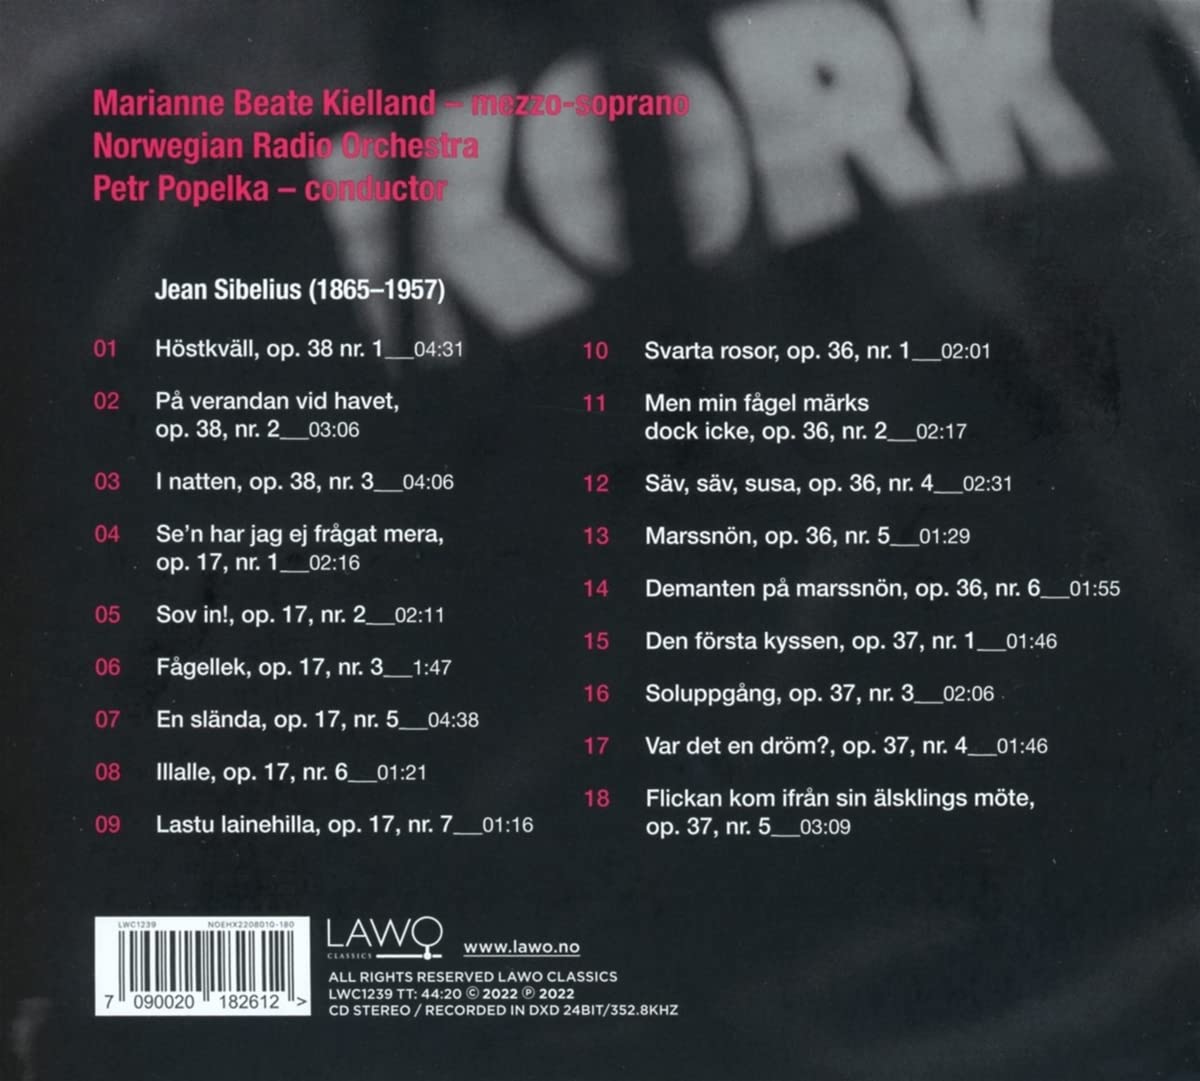 KORK
Marianne Beate Kielland – mezzo-soprano
Norwegian Radio Orchestra
Petr Popelka – conductor
Jean Sibelius (1865–1957)
01 Höstkväll, op. 38 nr. 1__04:31
02 På verandan vid havet,
op. 38, nr. 2__03:06
03 I natten, op. 38, nr. 3__04:06
04 Se’n har jag ej frågat mera,
op. 17, nr. 1__02:16
05 Sov in!, op. 17, nr. 2__02:11
06 Fågellek, op. 17, nr. 3__1:47
07 En slända, op. 17, nr. 5__04:38
08 Illalle, op. 17, nr. 6__01:21
09 Lastu lainehilla, op. 17, nr. 7__01:16
10 Svarta rosor, op. 36, nr. 1__02:01
11 Men min fågel märks
dock icke, op. 36, nr. 2__02:17
12 Säv, säv, susa, op. 36, nr. 4__02:31
13 Marssnön, op. 36, nr. 5__01:29
14 Demanten på marssnön, op. 36, nr. 6__01:55
15 Den första kyssen, op. 37, nr. 1__01:46
16 Soluppgång, op. 37, nr. 3__02:06
17 Var det en dröm?, op. 37, nr. 4__01:46
18 Flickan kom ifrån sin älsklings möte,
op. 37, nr. 5__03:09
LWC1239 NOEHX2208010-180
7 090020 182612 >
LAWO
CLASSICS
www.lawo.no
ALL RIGHTS RESERVED LAWO CLASSICS
LWC1239 TT: 44:20 © 2022 ℗ 2022
CD STEREO / RECORDED IN DXD 24BIT/352.8KHZ